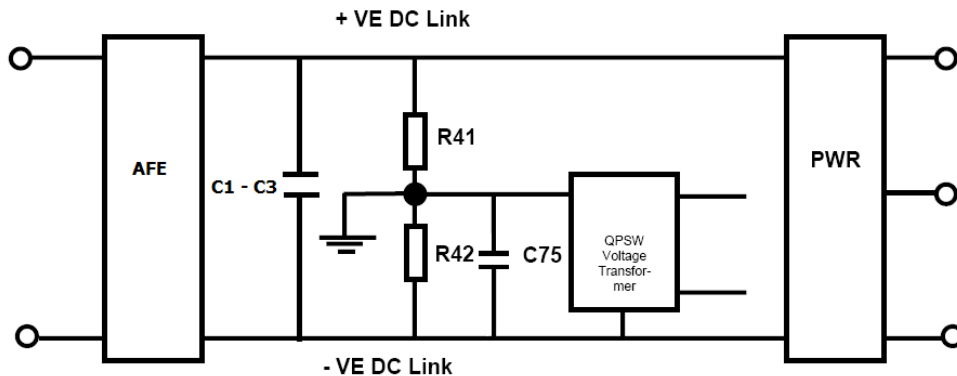 + VE DC Link
AFE
C1 - C3
R41
R42
C75
QPSW
Voltage
Transfor-
mer
PWR
- VE DC Link